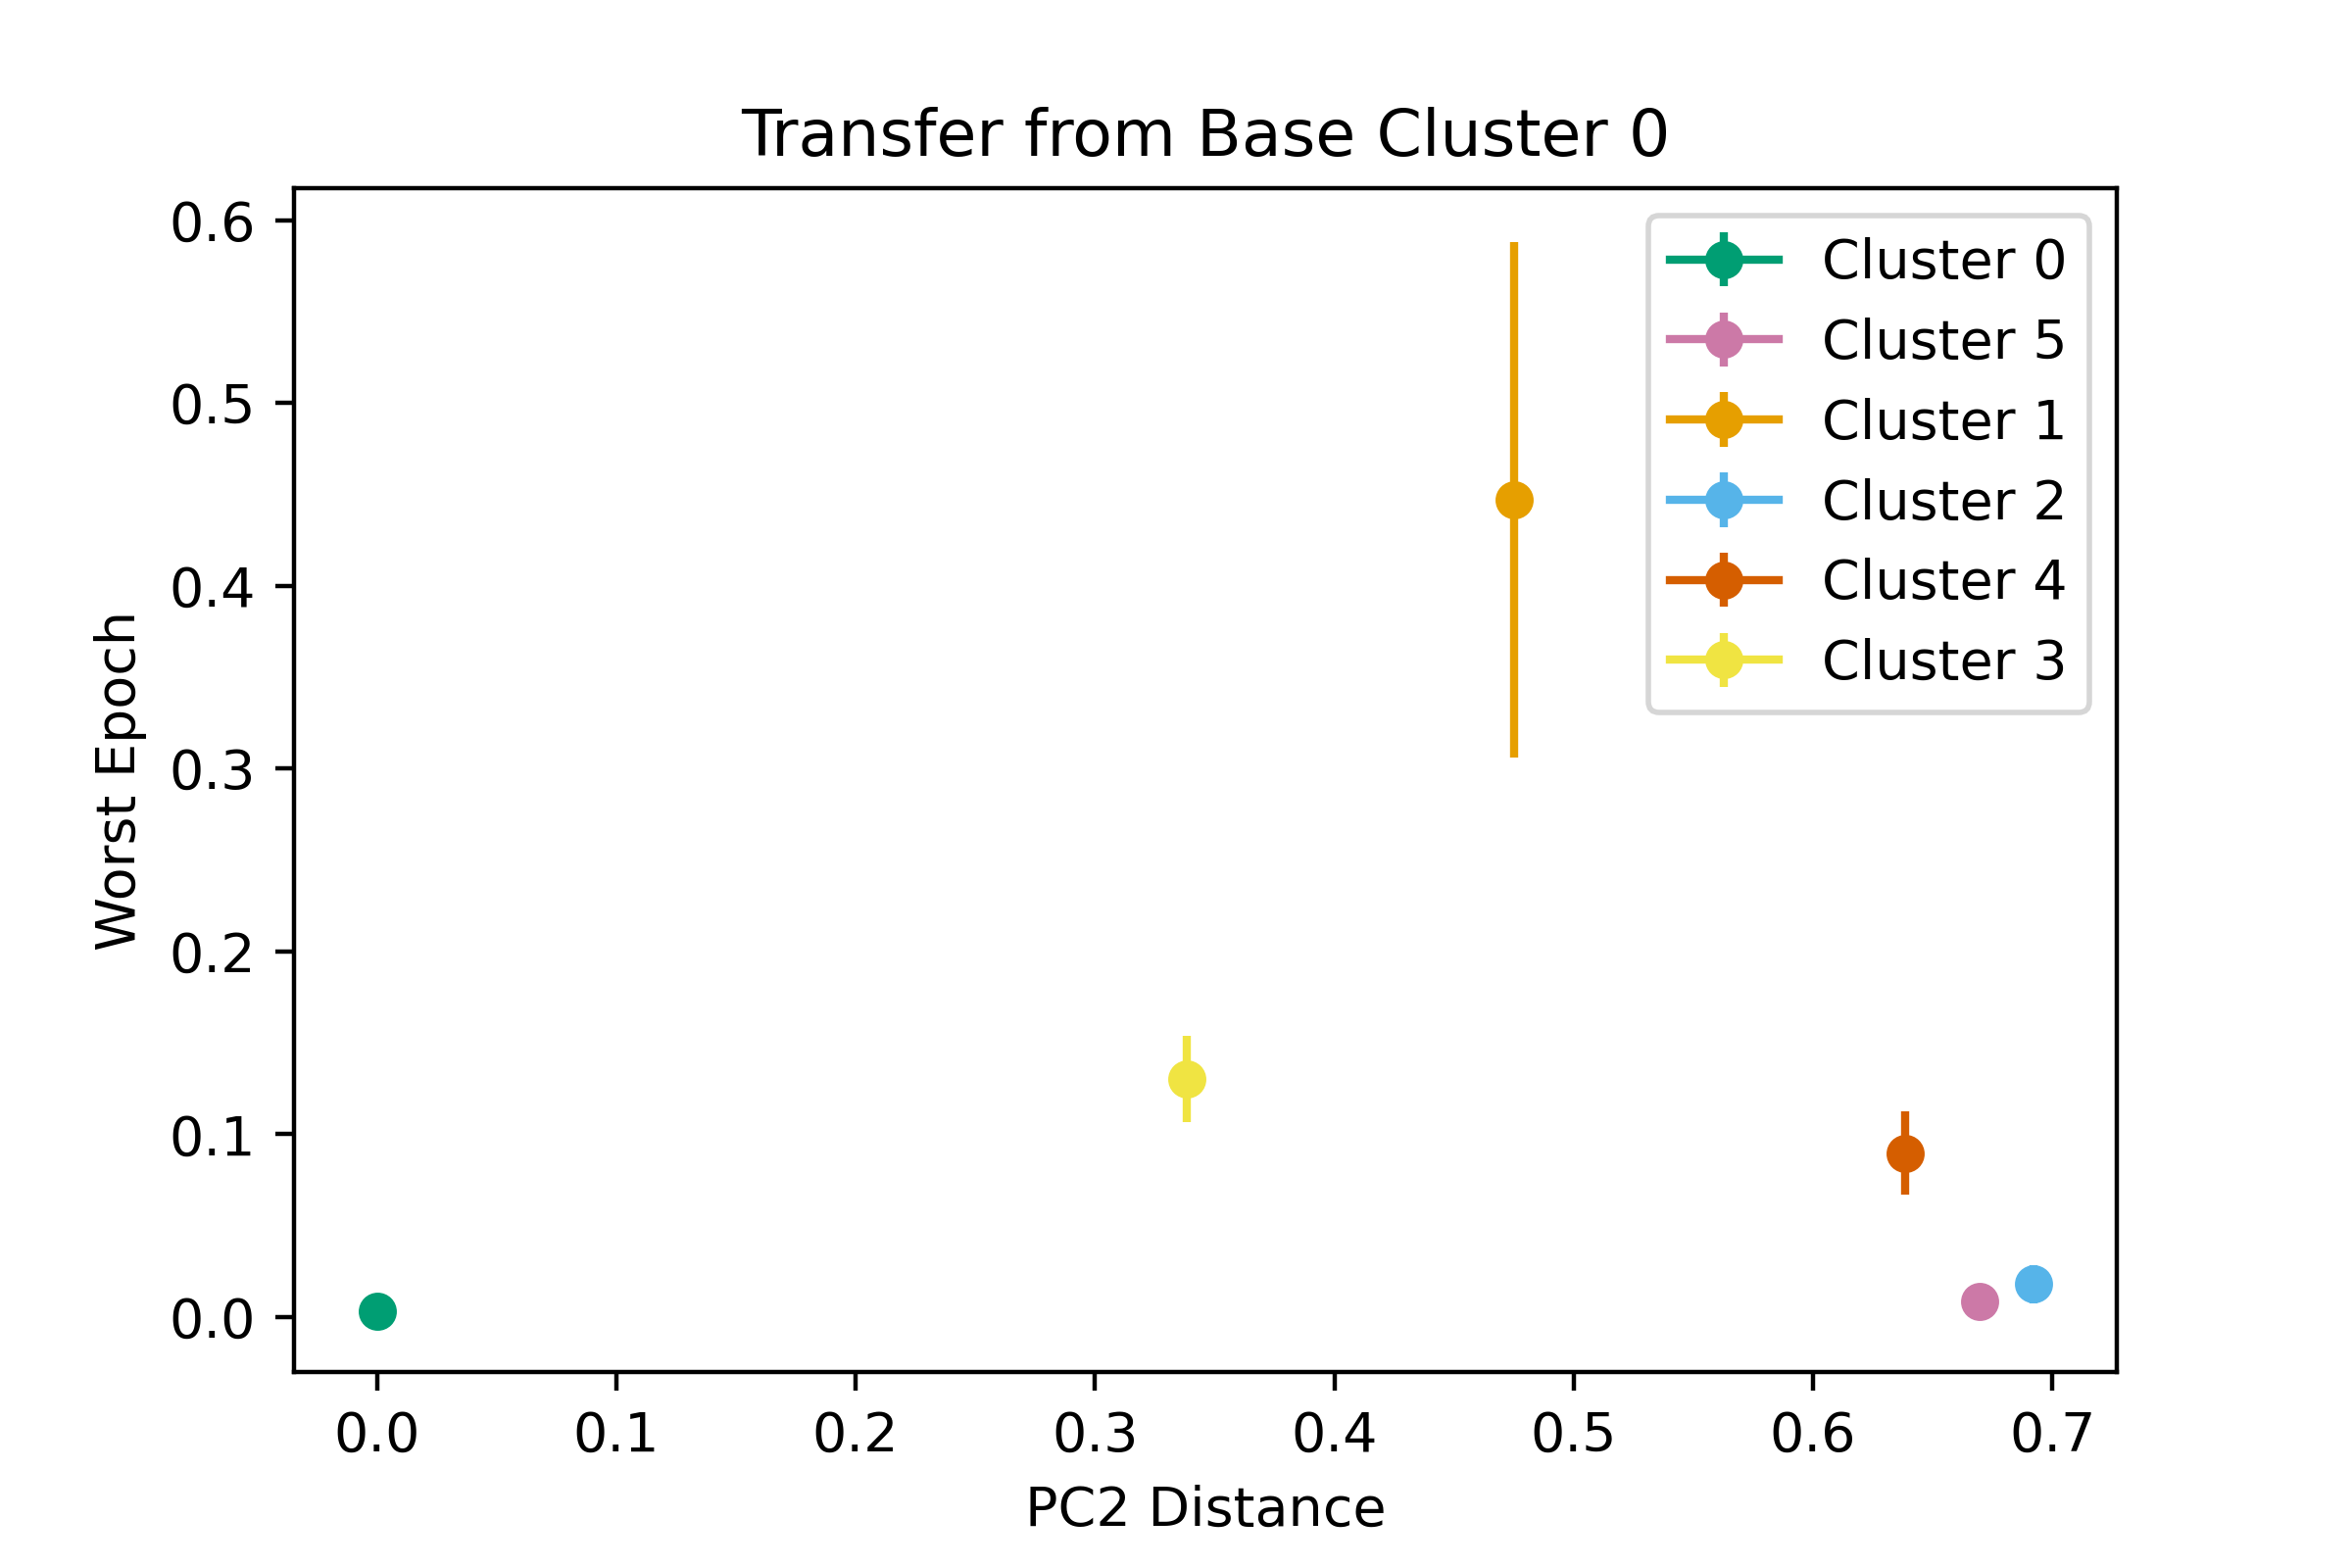 Transfer from Base Cluster 0
0.6
0.5
0.4
0.3
0.2
0.1
0.0
Worst Epoch
Cluster 0
Cluster 5
Cluster 1
Cluster 2
Cluster 4
Cluster 3
0.0 0.1 0.2 0.3 0.4 0.5 0.6 0.7
PC2 Distance